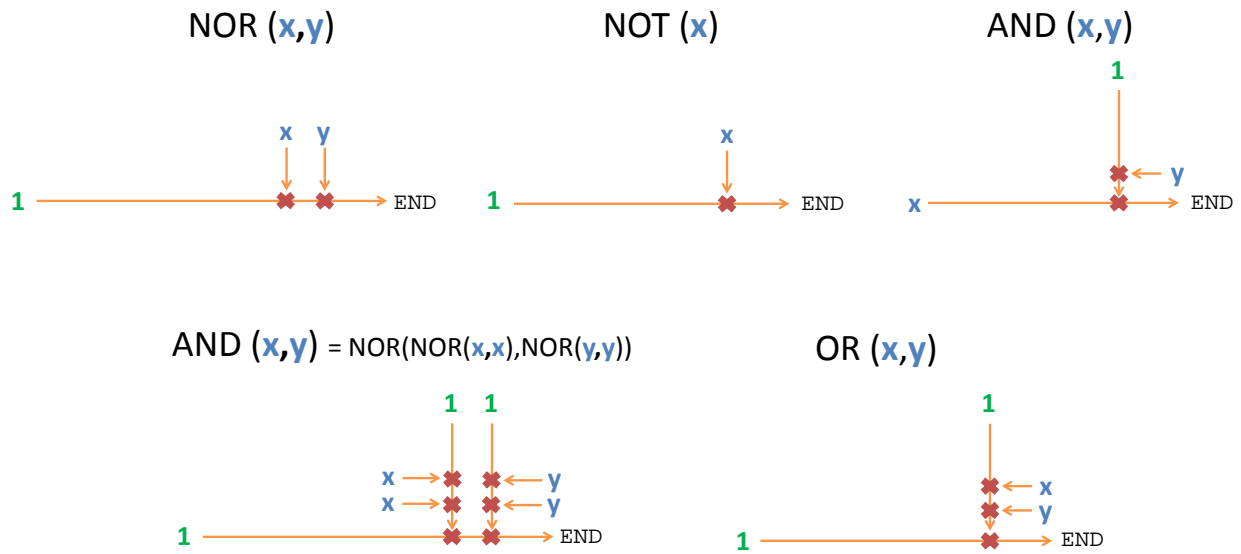 NOR (x,y)
NOT (x)
AND (x,y)
1
x y
x
y
1
END
1
END
x
END
AND (x,y) = NOR(NOR(x,x),NOR(y,y))
OR (x,y)
1 1
1
x
y
x
x
y
y
1
END
1
END